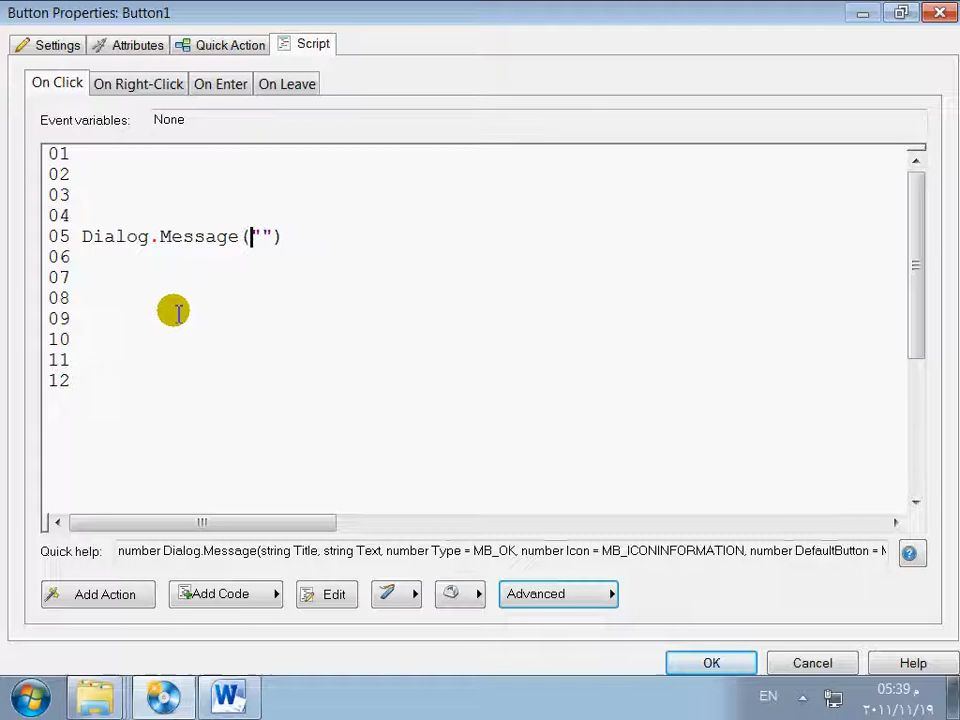 Button Properties: Button1
Settings Attributes Quick Action Script
On Click On Right-Click On Enter On Leave
Event variables: None
01
02
03
04
05 Dialog.Message("")
06
07
08
09
10
11
12
Quick help: number Dialog.Message(string Title, string Text, number Type = MB_OK, number Icon = MB_ICONINFORMATION, number DefaultButton = M
Add Action Add Code Edit Advanced
OK Cancel Help
EN 05:39 م
٢٠١١/١١/١٩